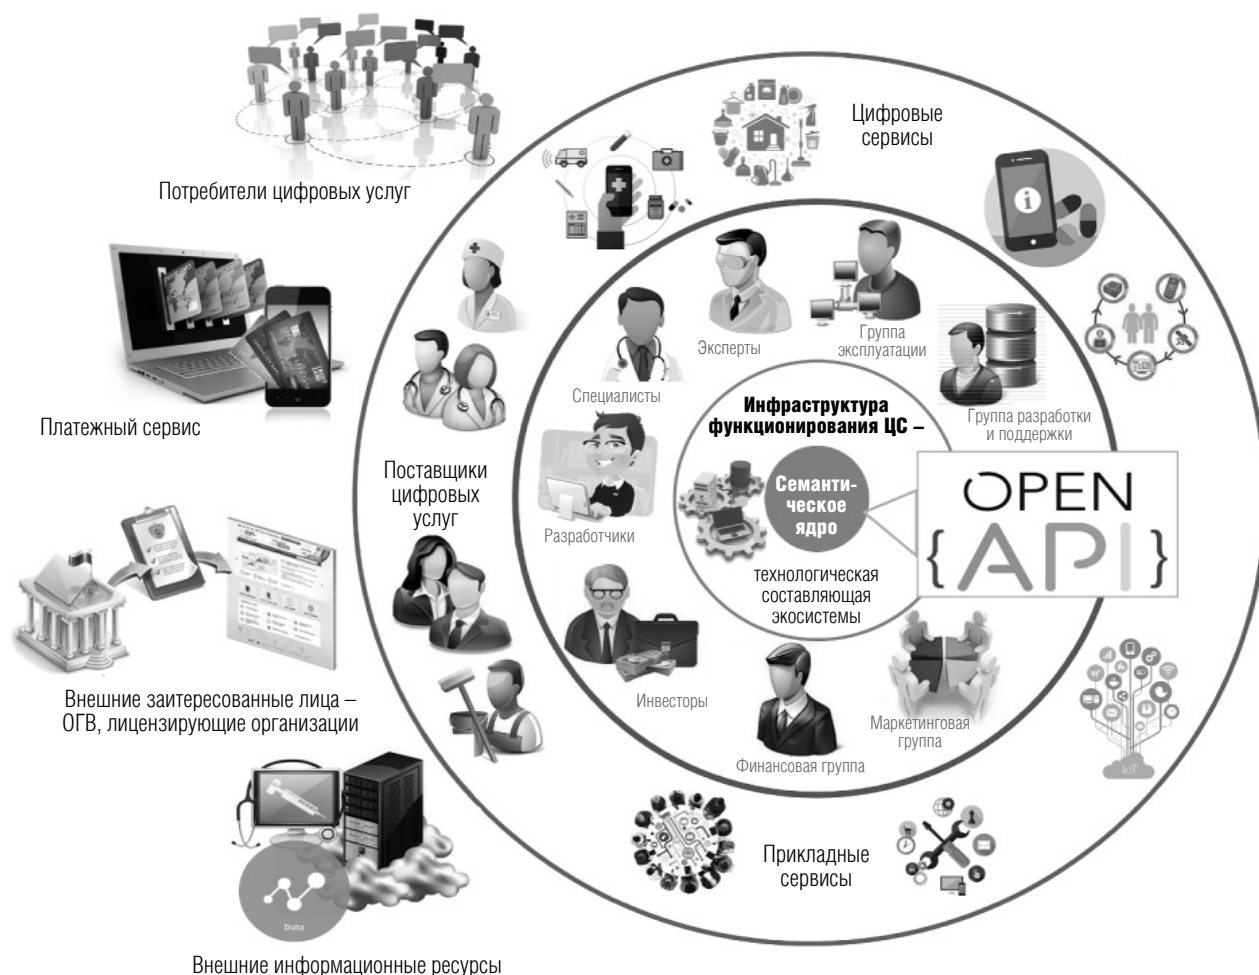 Цифровые
сервисы
Потребители цифровых услуг
Эксперты
Группа
эксплуатации
Специалисты
Группа разработки
и поддержки
Инфраструктура
функционирования ЦС –
Платежный сервис
Поставщики
цифровых
услуг
Семанти-
ческое
ядро
OPEN
{API}
Разработчики
технологическая
составляющая
экосистемы
Внешние заитересованные лица –
ОГВ, лицензирующие организации
Инвесторы
Маркетинговая
группа
Финансовая группа
IoT
Прикладные
сервисы
Data
Внешние информационные ресурсы